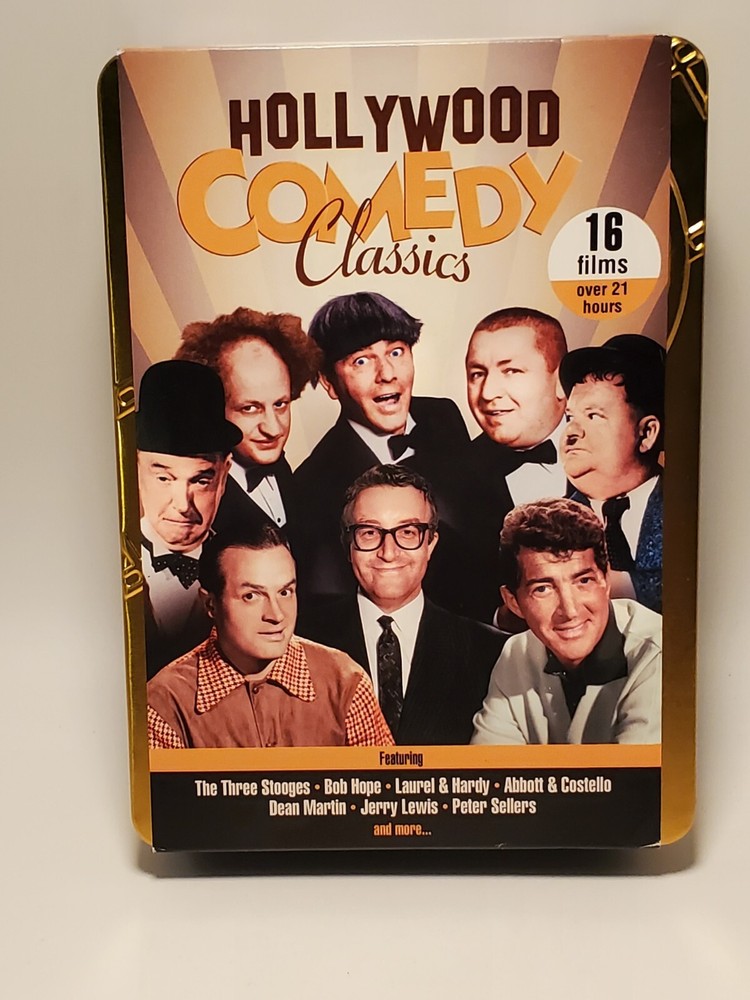 HOLLYWOOD
COMEDY
Classics
16
films
over 21
hours
Featuring
The Three Stooges • Bob Hope • Laurel & Hardy • Abbott & Costello
Dean Martin • Jerry Lewis • Peter Sellers
and more...